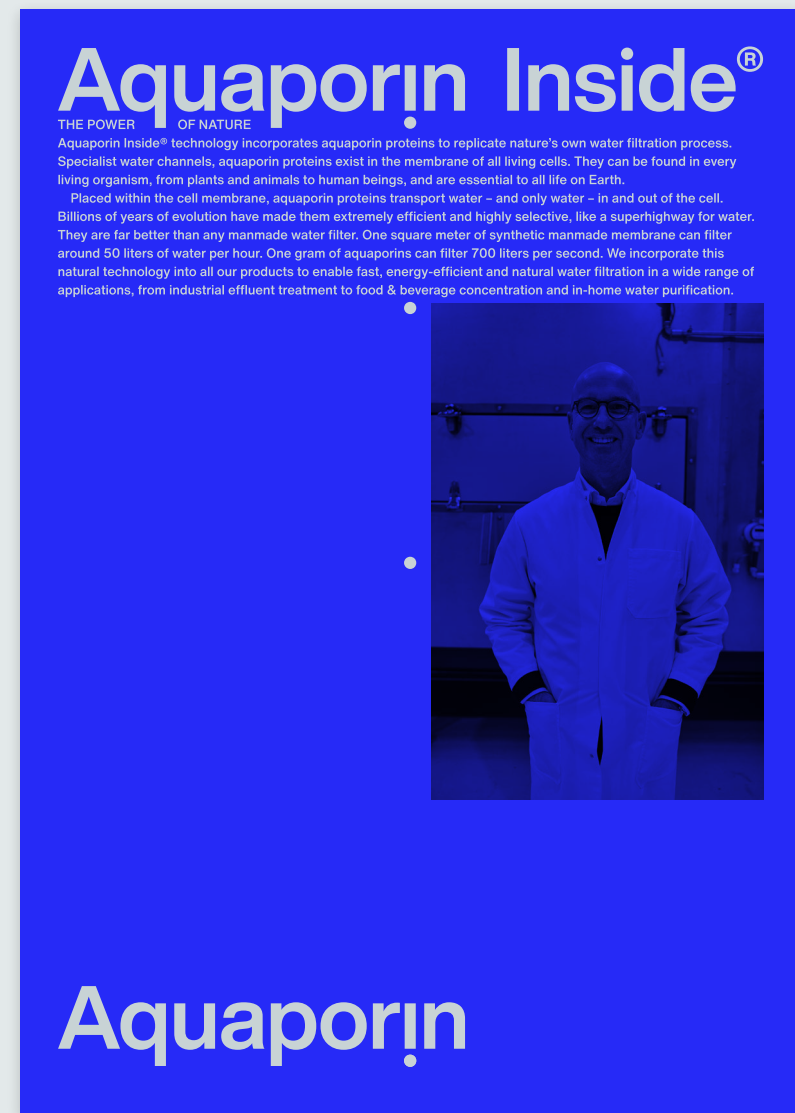 Aquaporin Inside®
THE POWER OF NATURE
Aquaporin Inside® technology incorporates aquaporin proteins to replicate nature’s own water filtration process.
Specialist water channels, aquaporin proteins exist in the membrane of all living cells. They can be found in every
living organism, from plants and animals to human beings, and are essential to all life on Earth.
Placed within the cell membrane, aquaporin proteins transport water – and only water – in and out of the cell.
Billions of years of evolution have made them extremely efficient and highly selective, like a superhighway for water.
They are far better than any manmade water filter. One square meter of synthetic manmade membrane can filter
around 50 liters of water per hour. One gram of aquaporins can filter 700 liters per second. We incorporate this
natural technology into all our products to enable fast, energy-efficient and natural water filtration in a wide range of
applications, from industrial effluent treatment to food & beverage concentration and in-home water purification.
Aquaporin